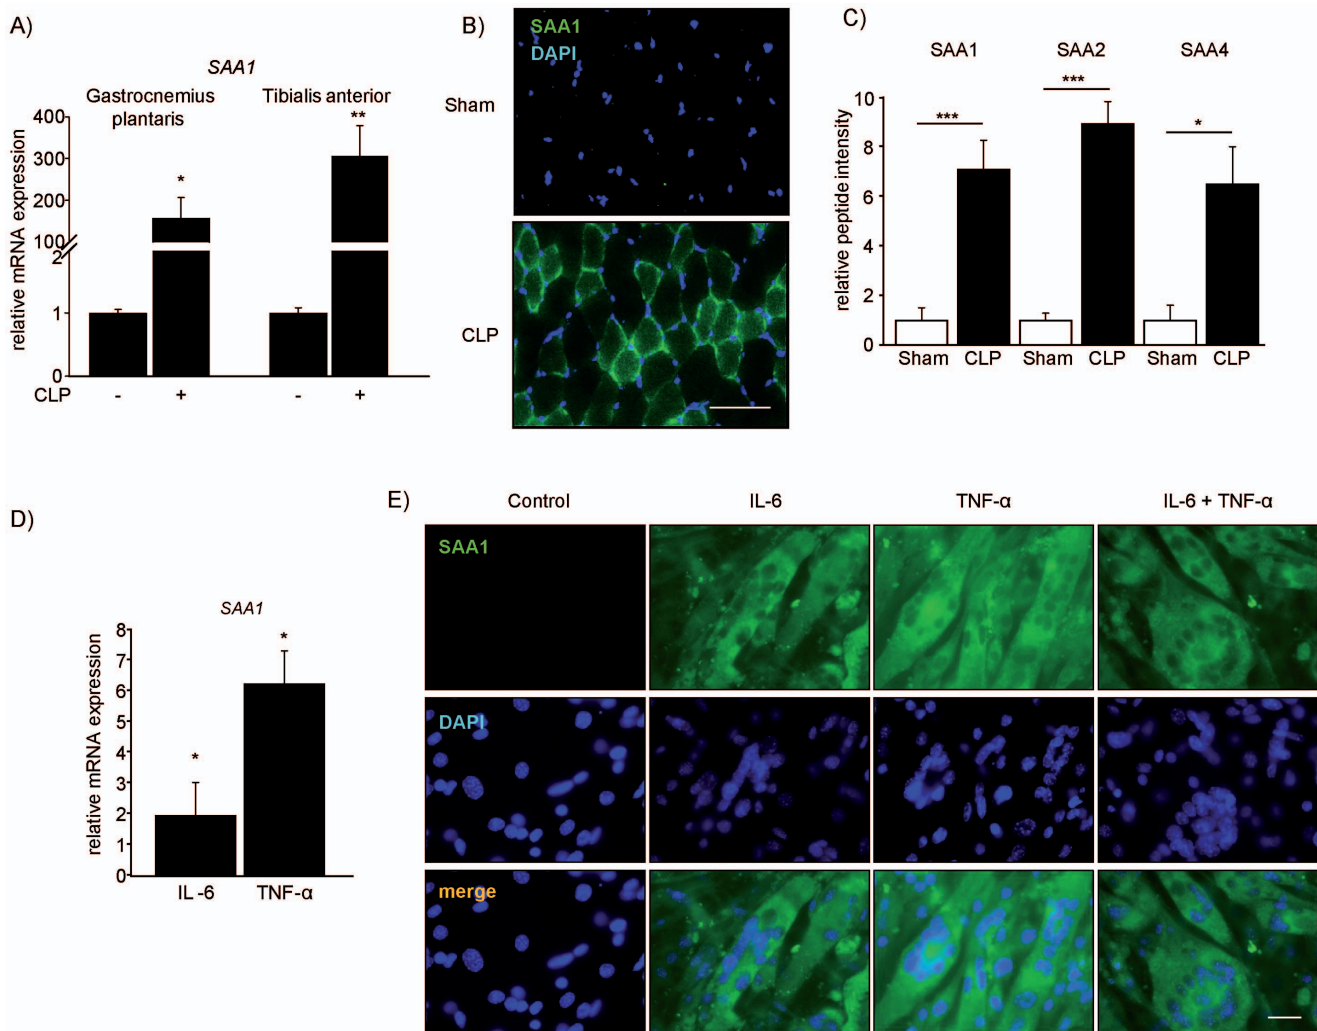 A)
SAA1
Gastrocnemius plantaris
Tibialis anterior
relative mRNA expression
400
300
200
100
2
1
0
*
**
CLP
-
+
-
+
B)
SAA1
DAPI
Sham
CLP
C)
SAA1 SAA2 SAA4
relative peptide intensity
10
8
6
4
2
0
***
***
*
Sham CLP Sham CLP Sham CLP
D)
SAA1
relative mRNA expression
8
7
6
5
4
3
2
1
0
*
*
IL -6 TNF-α
E)
Control IL-6 TNF-α IL-6 + TNF-α
SAA1
DAPI
merge